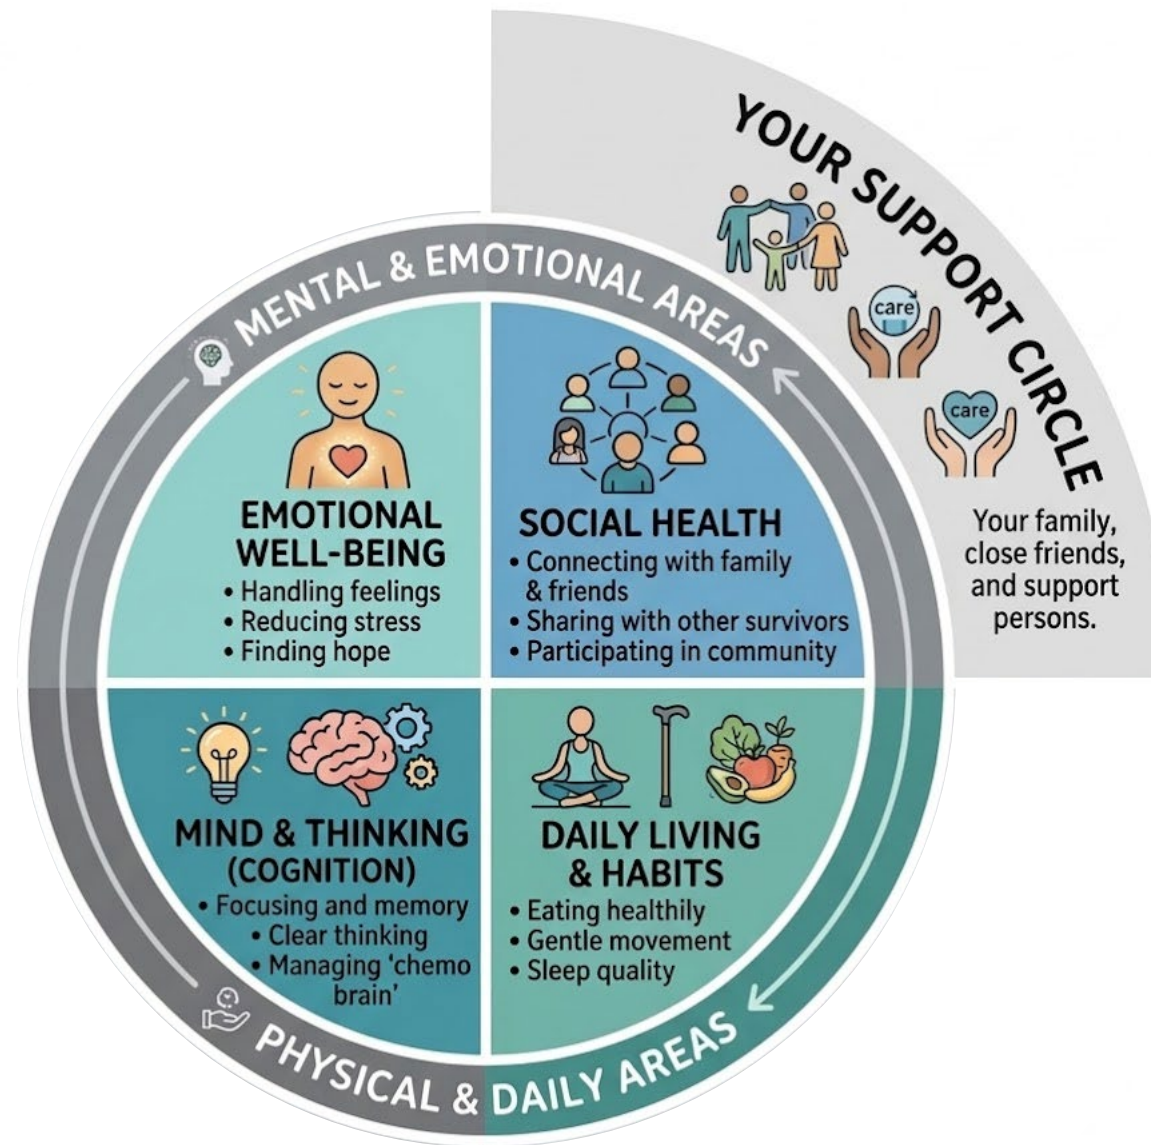 YOUR SUPPORT CIRCLE
care
care
Your family,
close friends,
and support
persons.
MENTAL & EMOTIONAL AREAS
EMOTIONAL
WELL-BEING
• Handling feelings
• Reducing stress
• Finding hope
SOCIAL HEALTH
• Connecting with family
& friends
• Sharing with other survivors
• Participating in community
MIND & THINKING
(COGNITION)
• Focusing and memory
• Clear thinking
• Managing ‘chemo
brain’
DAILY LIVING
& HABITS
• Eating healthily
• Gentle movement
• Sleep quality
PHYSICAL & DAILY AREAS